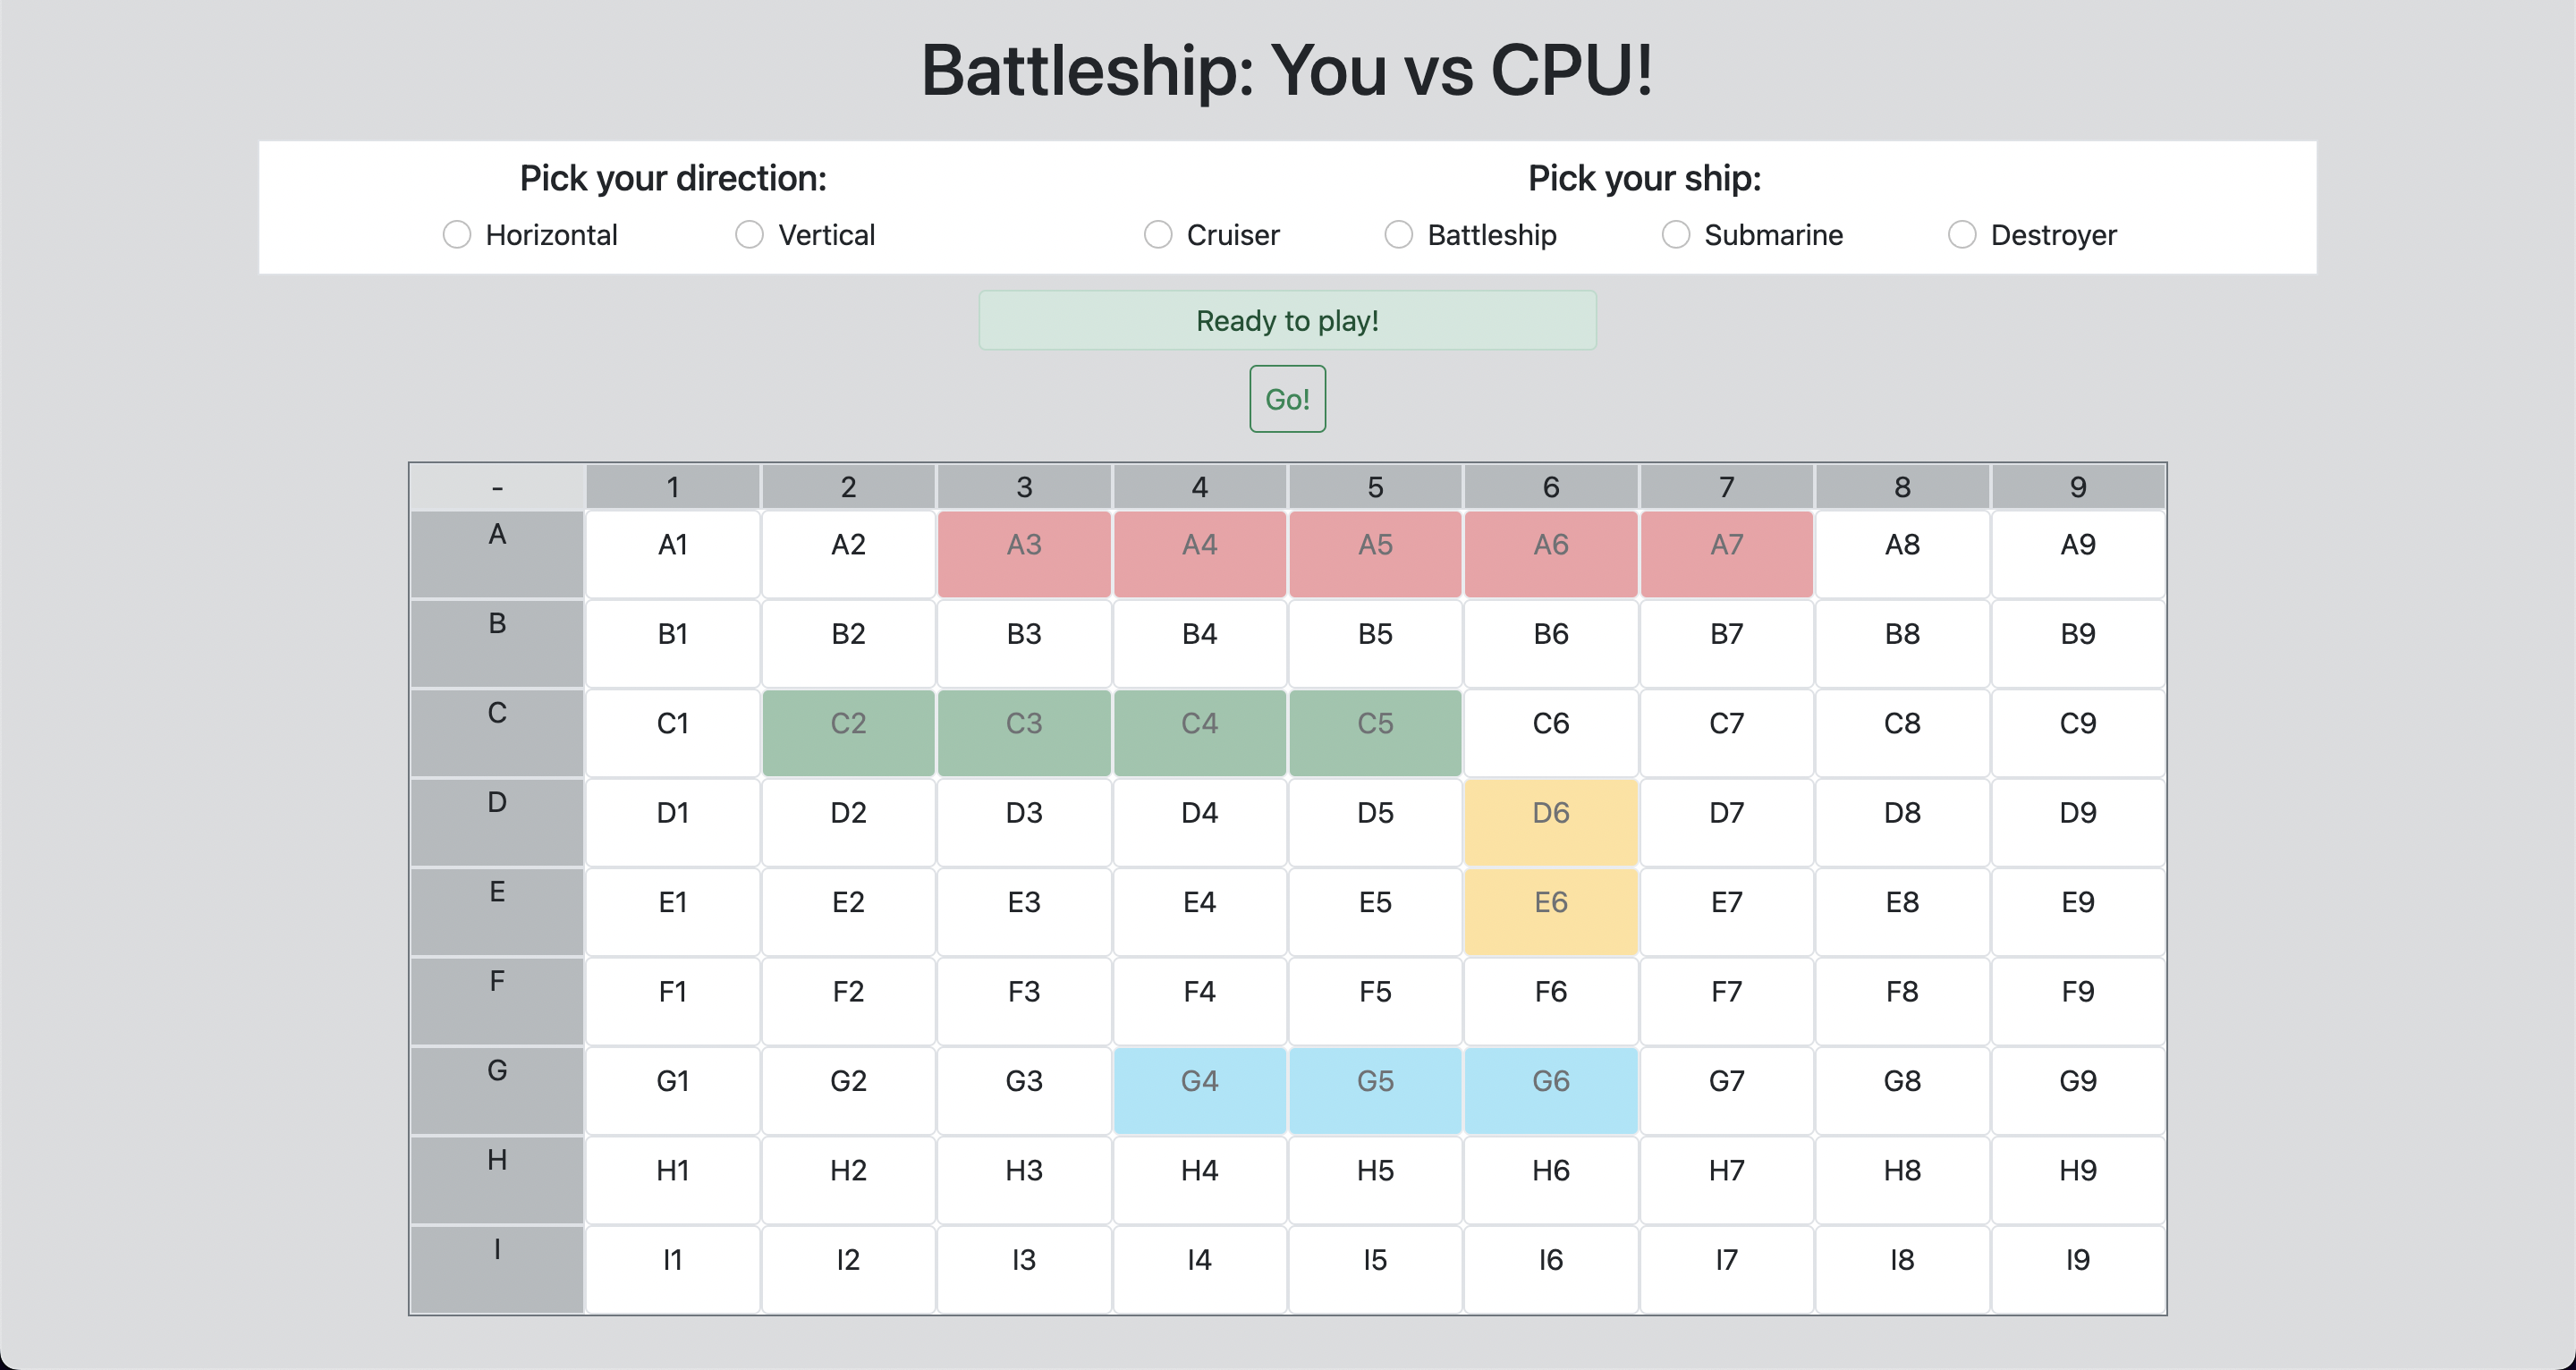 Battleship: You vs CPU!
Pick your direction: Pick your ship:
Horizontal Vertical Cruiser Battleship Submarine Destroyer
Ready to play!
Go!
- 1 2 3 4 5 6 7 8 9
A A1 A2 A3 A4 A5 A6 A7 A8 A9
B B1 B2 B3 B4 B5 B6 B7 B8 B9
C C1 C2 C3 C4 C5 C6 C7 C8 C9
D D1 D2 D3 D4 D5 D6 D7 D8 D9
E E1 E2 E3 E4 E5 E6 E7 E8 E9
F F1 F2 F3 F4 F5 F6 F7 F8 F9
G G1 G2 G3 G4 G5 G6 G7 G8 G9
H H1 H2 H3 H4 H5 H6 H7 H8 H9
I I1 I2 I3 I4 I5 I6 I7 I8 I9